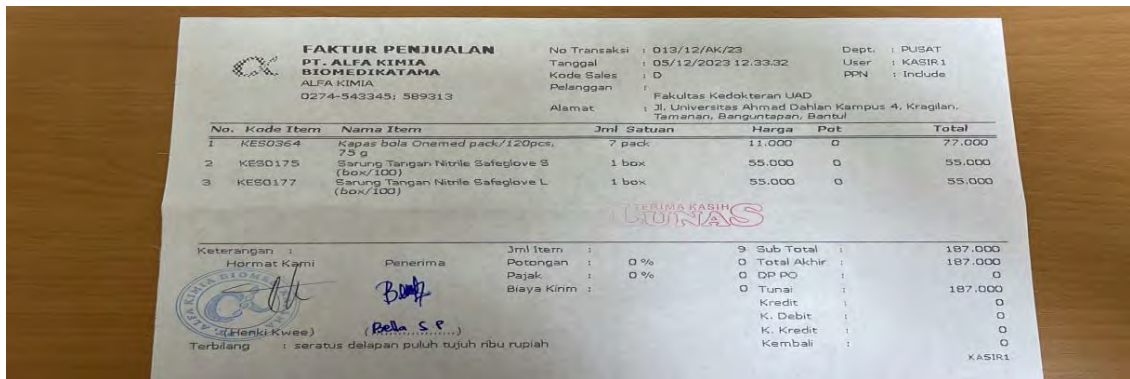 FAKTUR PENJUALAN
PT. ALFA KIMIA
BIOMEDIKATAMA
ALFA KIMIA
0274-543345; 589313
No Transaksi : 013/12/AK/23
Tanggal : 05/12/2023 12.33.32
Kode Sales : D
Pelanggan :
Fakultas Kedokteran UAD
Alamat : Jl. Universitas Ahmad Dahlan Kampus 4, Kragilan,
Tamanan, Banguntapan, Bantul
Dept. : PUSAT
User : KASIR1
PPN : Include
No. Kode Item Nama Item Jml Satuan Harga Pot Total
1 KES0364 Kapas bola Onemed pack/120pcs, 7 pack 11.000 0 77.000
75 g
2 KES0175 Sarung Tangan Nitrile Safeglove S 1 box 55.000 0 55.000
(box/100)
3 KES0177 Sarung Tangan Nitrile Safeglove L 1 box 55.000 0 55.000
(box/100)
TERIMA KASIH
LUNAS
Keterangan : Jml Item : 9 Sub Total : 187.000
Hormat Kami Penerima Potongan : 0 % 0 Total Akhir : 187.000
Pajak : 0 % 0 DP PO : 0
Biaya Kirim : 0 Tunai : 187.000
Kredit : 0
K. Debit : 0
(Henki Kwee) (Bella S.P.) K. Kredit : 0
Terbilang : seratus delapan puluh tujuh ribu rupiah Kembali : 0
KASIR1